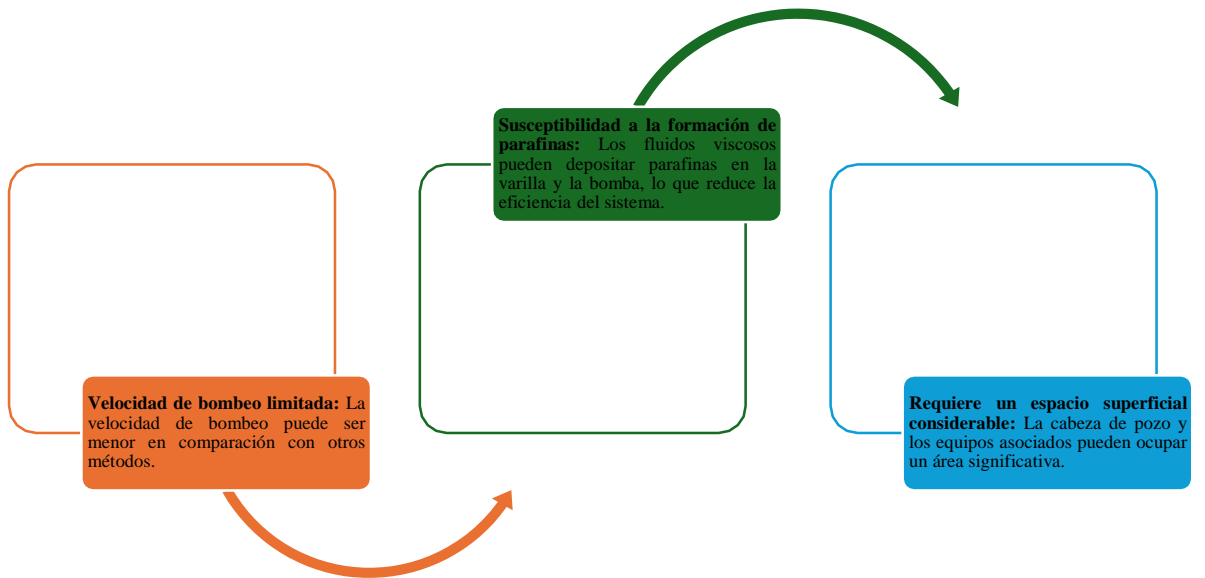 Velocidad de bombeo limitada: La
velocidad de bombeo puede ser
menor en comparación con otros
métodos.
Susceptibilidad a la formación de
parafinas: Los fluidos viscosos
pueden depositar parafinas en la
varilla y la bomba, lo que reduce la
eficiencia del sistema.
Requiere un espacio superficial
considerable: La cabeza de pozo y
los equipos asociados pueden ocupar
un área significativa.